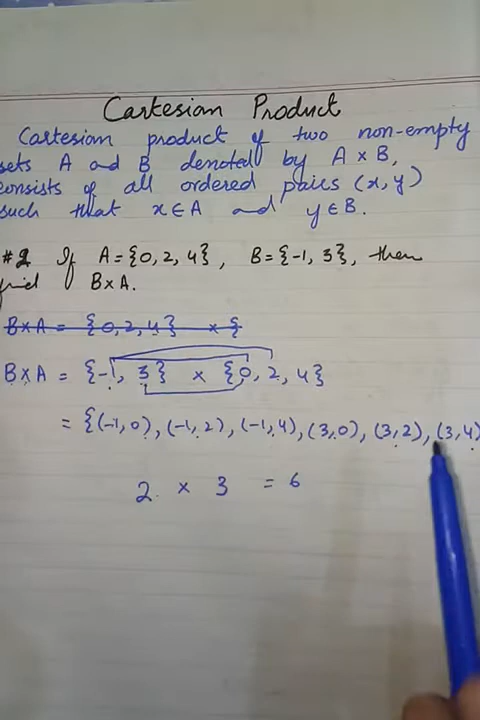 Cartesian Product
Cartesian product of two non-empty
sets A and B denoted by A × B,
consists of all ordered pairs (x, y)
such that x ∈ A and y ∈ B.
#2 If A = {0, 2, 4}, B = {-1, 3}, then
find B×A.
B×A = {0, 2, 4} × {
B×A = {-1, 3} × {0, 2, 4}
= {(-1, 0), (-1, 2), (-1, 4), (3, 0), (3, 2), (3, 4)
2 × 3 = 6